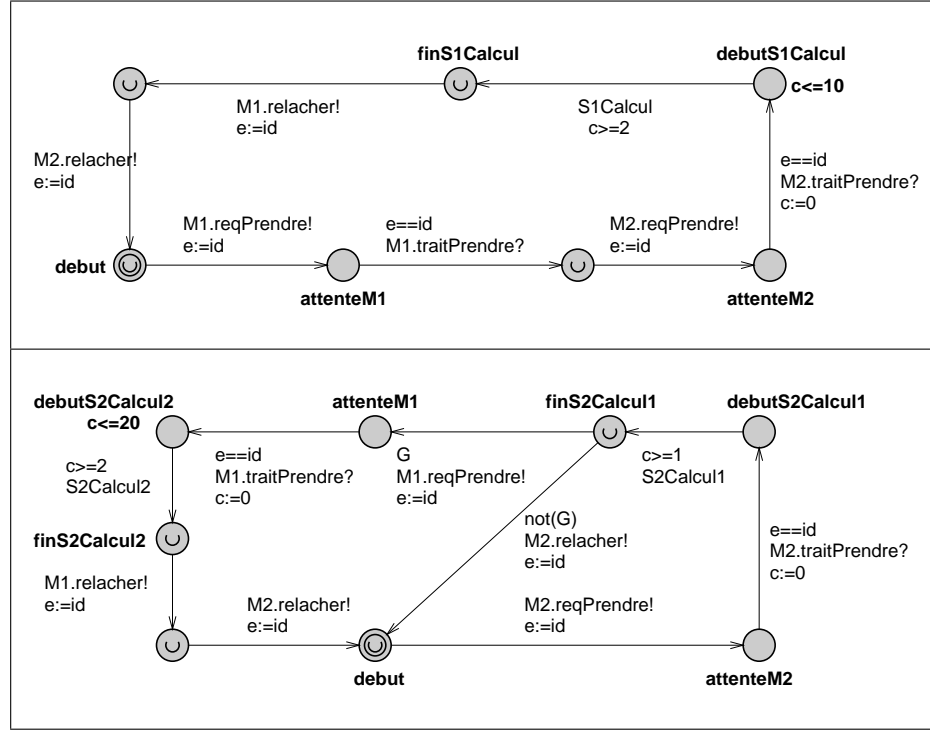 finS1Calcul
debutS1Calcul
c<=10
M1.relacher!
e:=id
S1Calcul
c>=2
M2.relacher!
e:=id
e==id
M2.traitPrendre?
c:=0
M1.reqPrendre!
e:=id
e==id
M1.traitPrendre?
M2.reqPrendre!
e:=id
debut
attenteM1
attenteM2
debutS2Calcul2
c<=20
attenteM1
finS2Calcul1
debutS2Calcul1
c>=2
S2Calcul2
e==id
M1.traitPrendre?
c:=0
G
M1.reqPrendre!
e:=id
c>=1
S2Calcul1
not(G)
M2.relacher!
e:=id
e==id
M2.traitPrendre?
c:=0
finS2Calcul2
M1.relacher!
e:=id
M2.relacher!
e:=id
M2.reqPrendre!
e:=id
debut
attenteM2